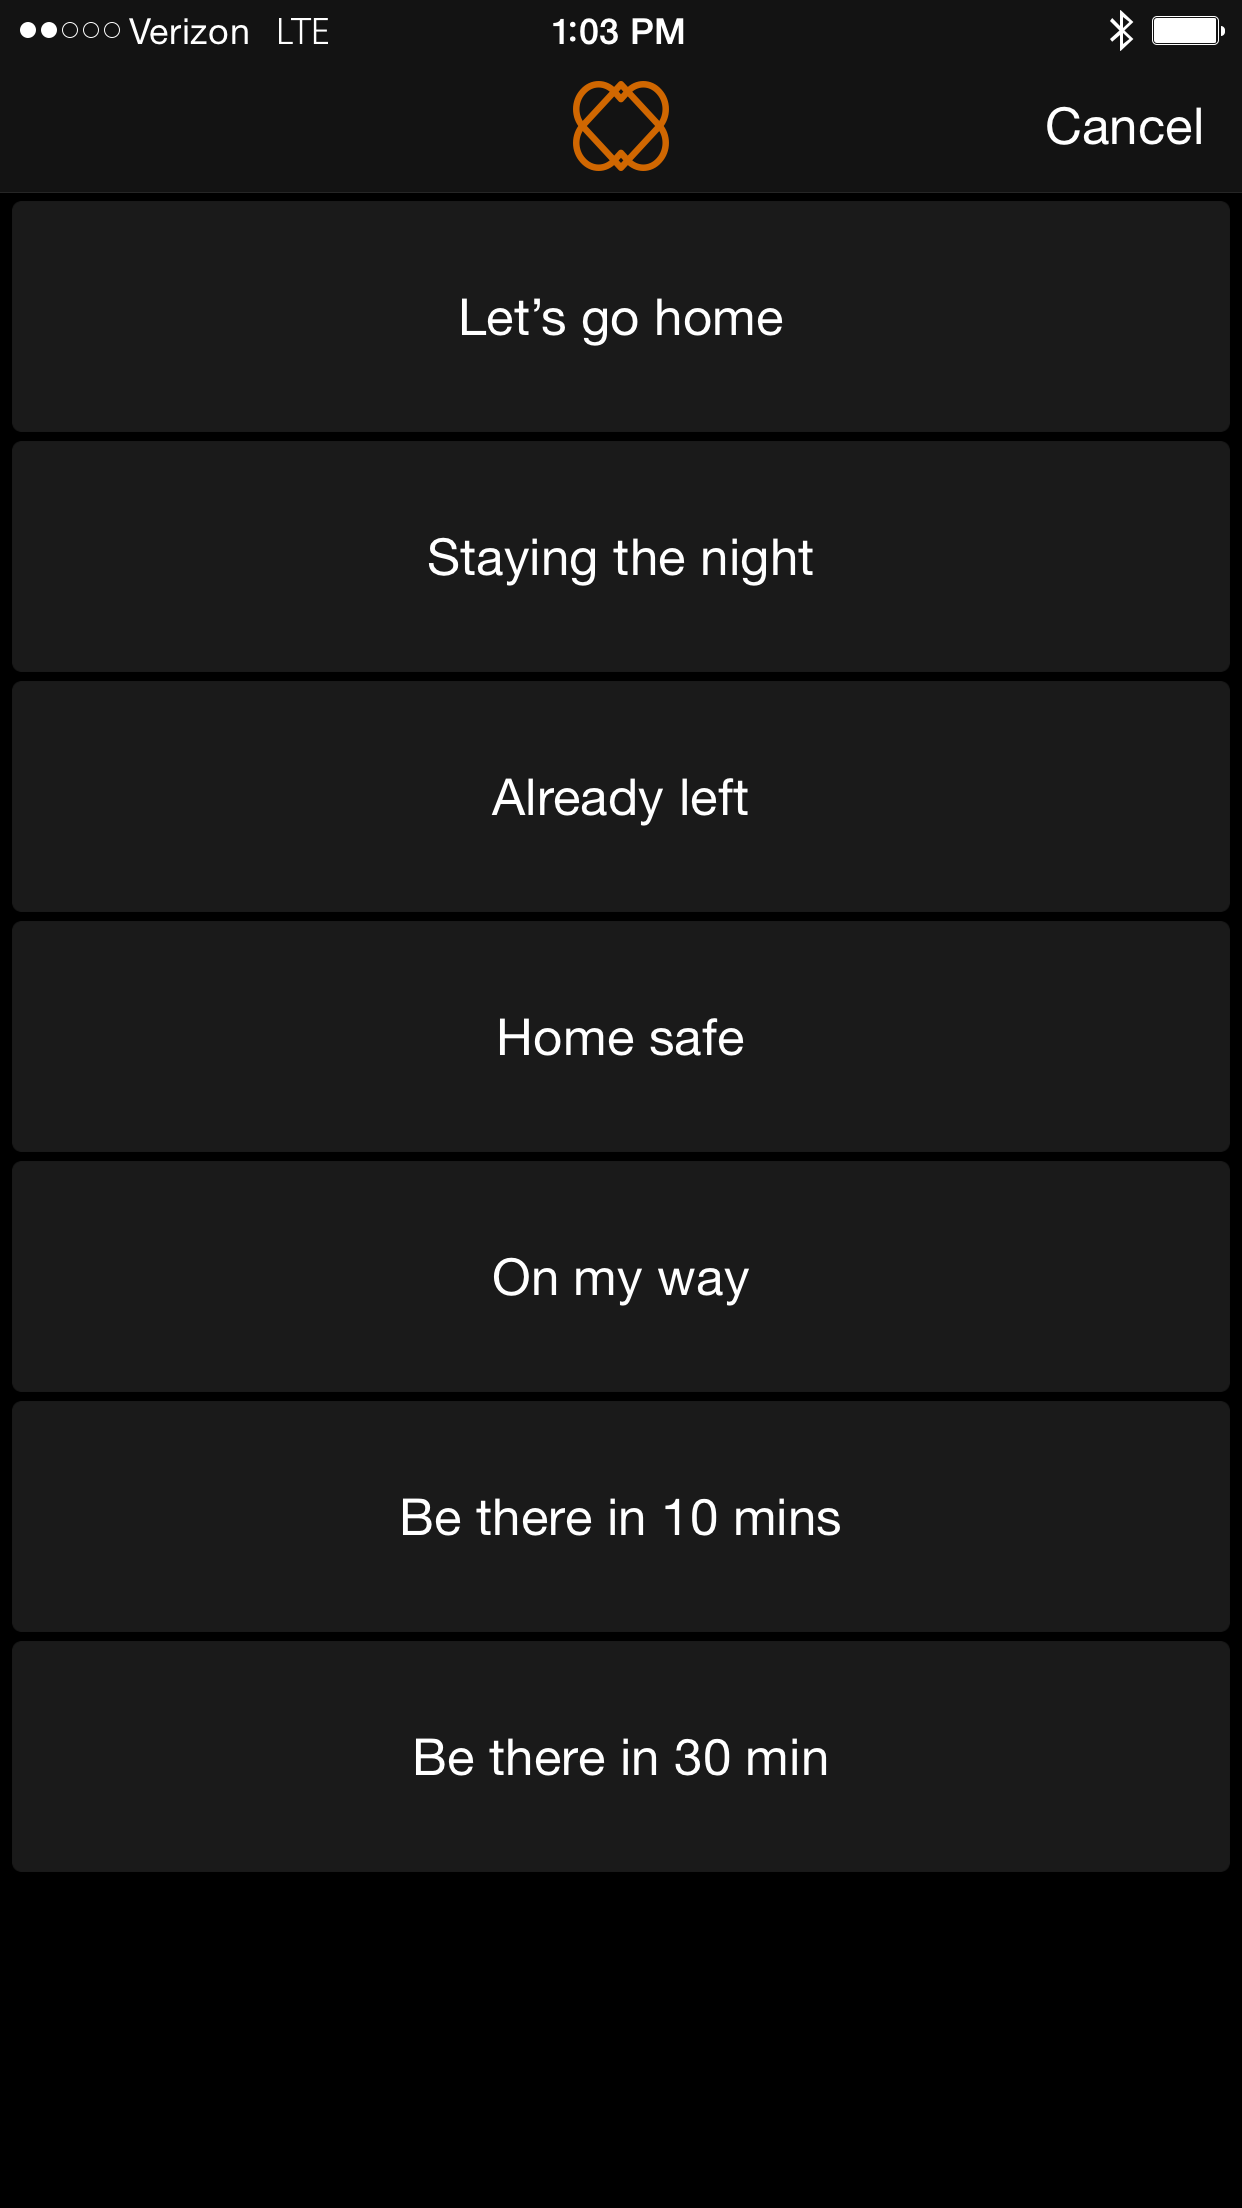 Verizon LTE 1:03 PM
Cancel
Let’s go home
Staying the night
Already left
Home safe
On my way
Be there in 10 mins
Be there in 30 min